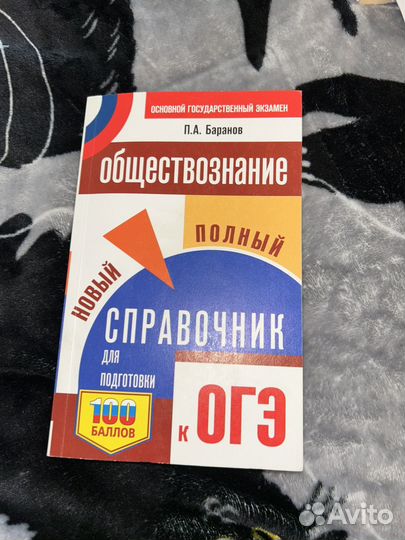 ОСНОВНОЙ ГОСУДАРСТВЕННЫЙ ЭКЗАМЕН
П.А. Баранов
ОБЩЕСТВОЗНАНИЕ
НОВЫЙ
ПОЛНЫЙ
СПРАВОЧНИК
ДЛЯ
ПОДГОТОВКИ
К ОГЭ
100
БАЛЛОВ
Avito